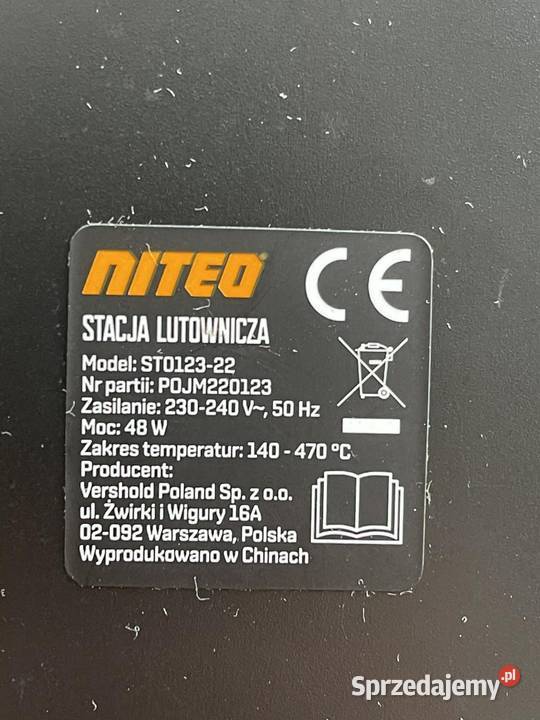 NITEO
CE
STACJA LUTOWNICZA
Model: ST0123-22
Nr partii: POJM220123
Zasilanie: 230-240 V~, 50 Hz
Moc: 48 W
Zakres temperatur: 140 - 470 °C
Producent:
Vershold Poland Sp. z o.o.
ul. Żwirki i Wigury 16A
02-092 Warszawa, Polska
Wyprodukowano w Chinach
Sprzedajemy.pl